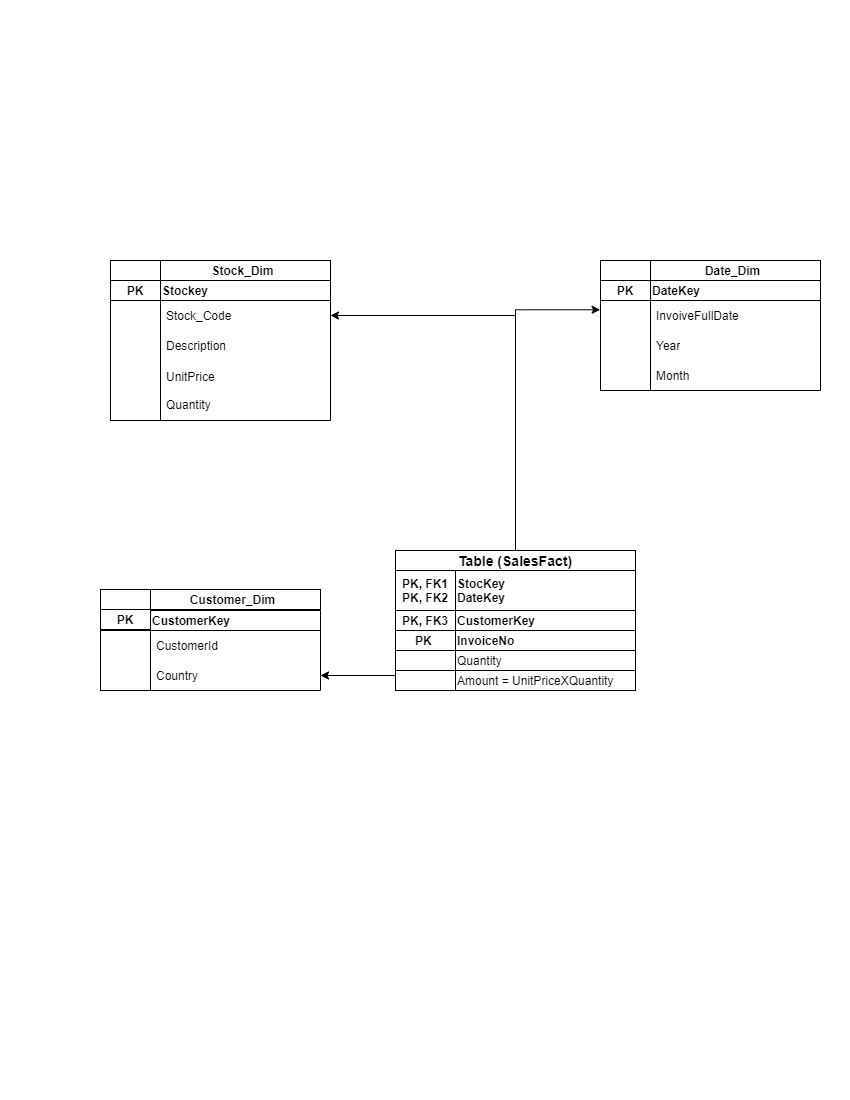 Stock_Dim
PK Stockey
Stock_Code
Description
UnitPrice
Quantity
Date_Dim
PK DateKey
InvoiveFullDate
Year
Month
Customer_Dim
PK CustomerKey
CustomerId
Country
Table (SalesFact)
PK, FK1 StocKey
PK, FK2 DateKey
PK, FK3 CustomerKey
PK InvoiceNo
Quantity
Amount = UnitPriceXQuantity